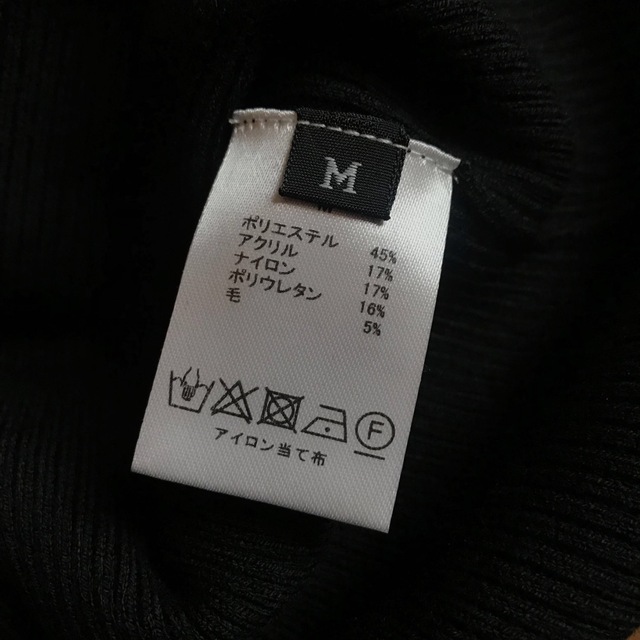 M
ポリエステル 45%
アクリル 17%
ナイロン 17%
ポリウレタン 16%
毛 5%
F
アイロン当て布